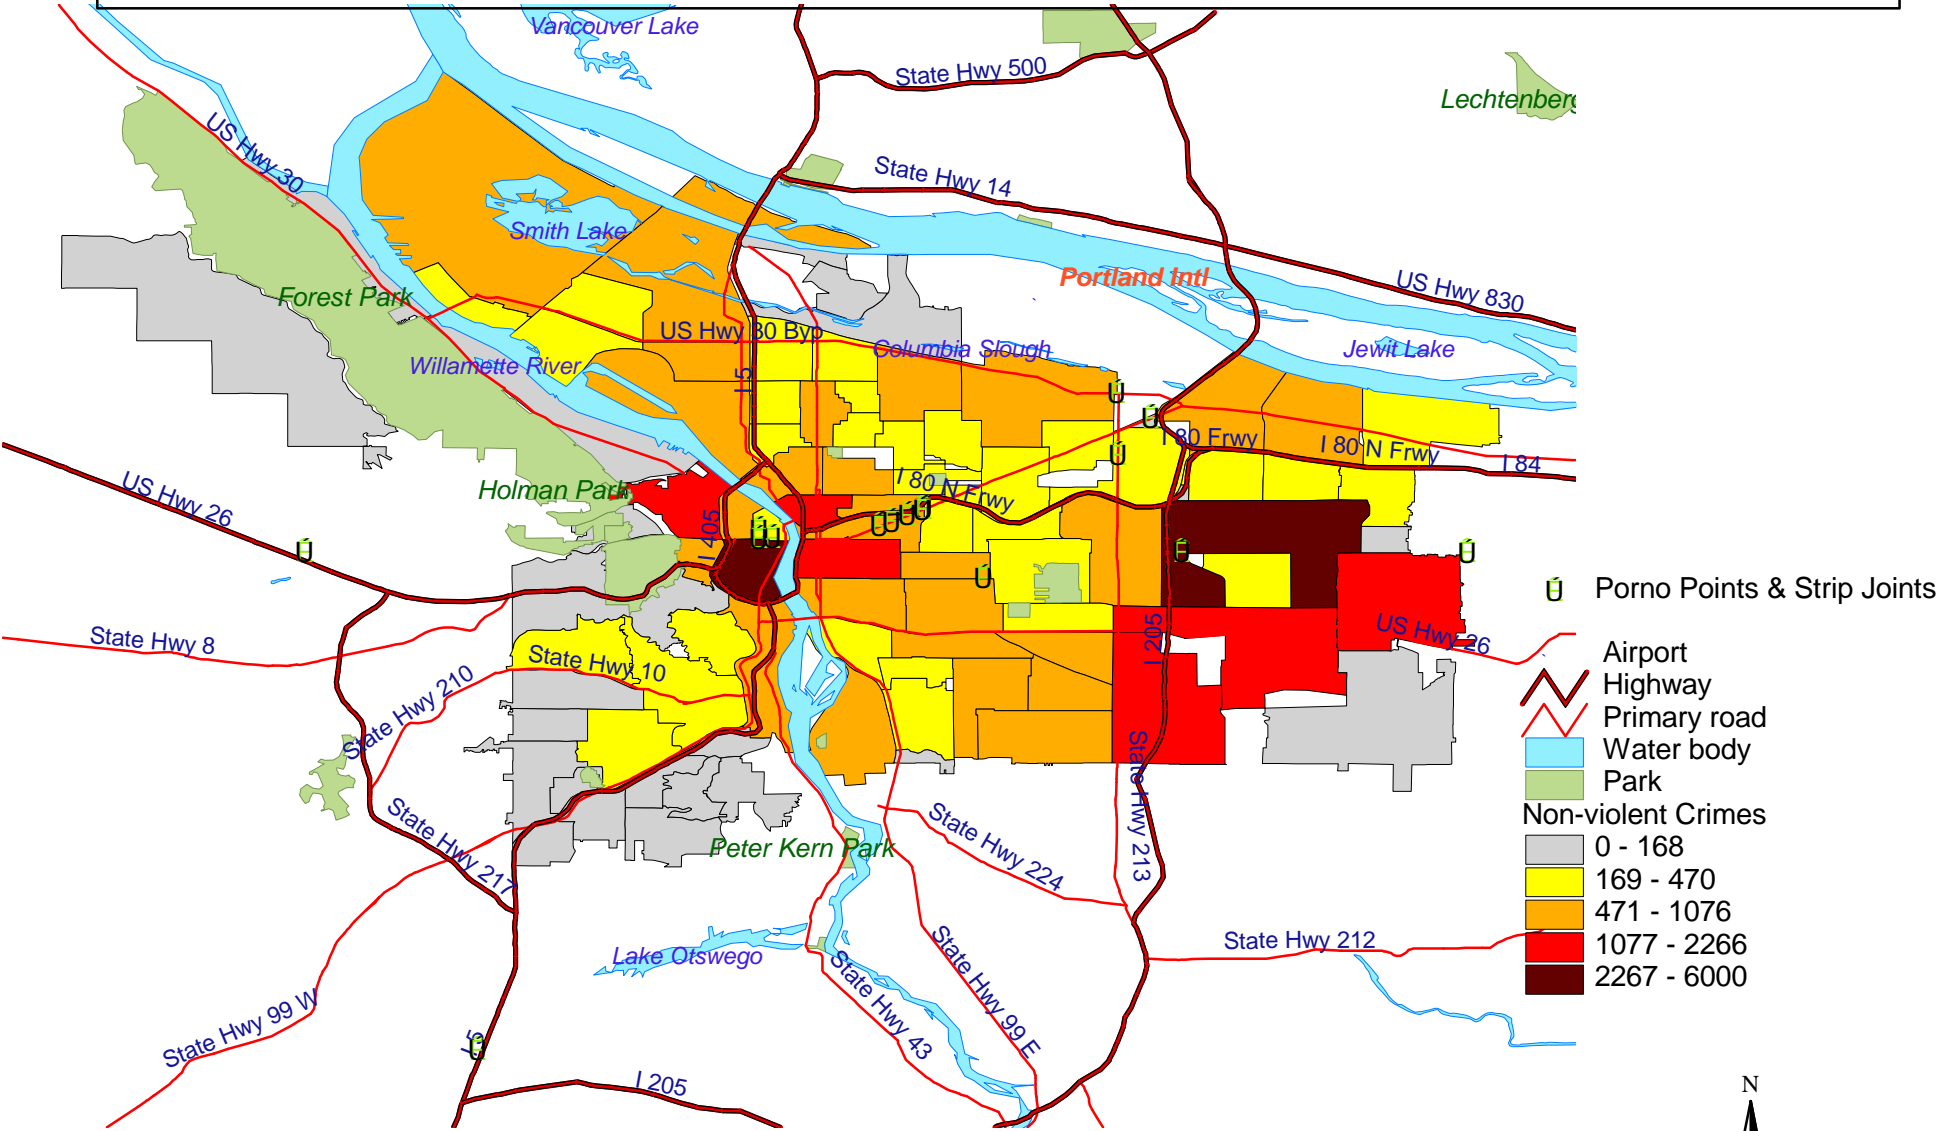 Vancouver Lake
State Hwy 500
Lechtenberg
US Hwy 30
State Hwy 14
Smith Lake
Portland Intl
US Hwy 830
Forest Park
US Hwy 30 Byp
Columbia Slough
Jewit Lake
Willamette River
I 5
I 80 Frwy
I 80 N Frwy
I 84
US Hwy 26
Holman Park
I 80 N Frwy
I 405
Porno Points & Strip Joints
State Hwy 8
State Hwy 10
I 205
US Hwy 26
State Hwy 210
Airport
Highway
Primary road
Water body
Park
Non-violent Crimes
0 - 168
169 - 470
471 - 1076
1077 - 2266
2267 - 6000
State Hwy 213
State Hwy 217
Peter Kern Park
State Hwy 224
Lake Otswego
State Hwy 212
State Hwy 99 W
State Hwy 43
State Hwy 99 E
I 5
I 205
N